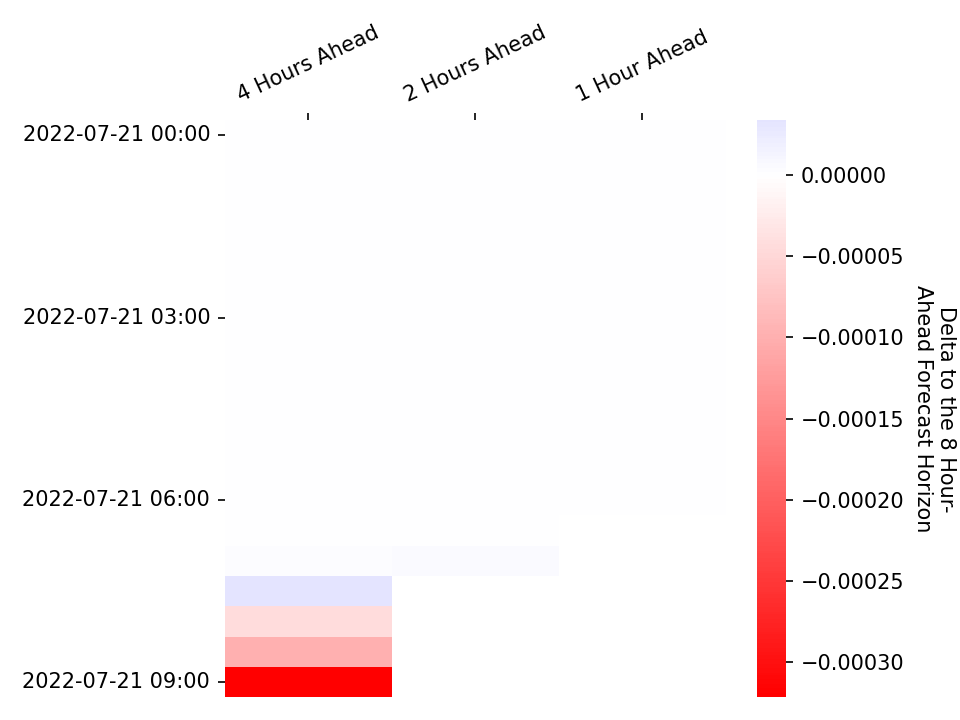 4 Hours Ahead
2 Hours Ahead
1 Hour Ahead
2022-07-21 00:00
2022-07-21 03:00
2022-07-21 06:00
2022-07-21 09:00
0.00000
−0.00005
−0.00010
−0.00015
−0.00020
−0.00025
−0.00030
Delta to the 8 Hour-
Ahead Forecast Horizon